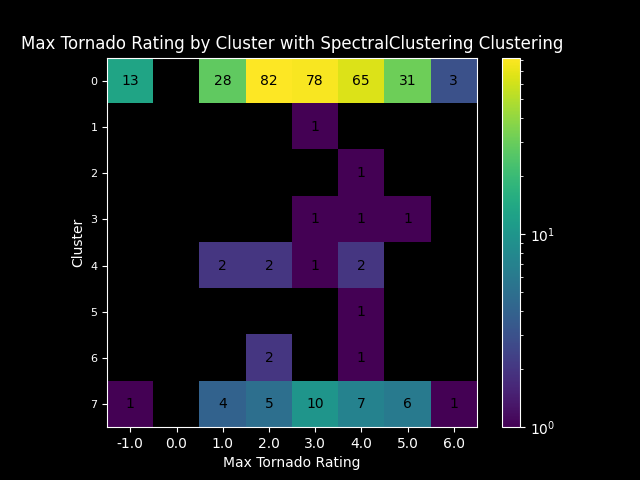 Max Tornado Rating by Cluster with SpectralClustering Clustering
0 13 28 82 78 65 31 3
1 1
2 1
3 1 1 1
4 2 2 1 2
5 1
6 2 1
7 1 4 5 10 7 6 1
-1.0 0.0 1.0 2.0 3.0 4.0 5.0 6.0
Max Tornado Rating
Cluster
10¹
10⁰